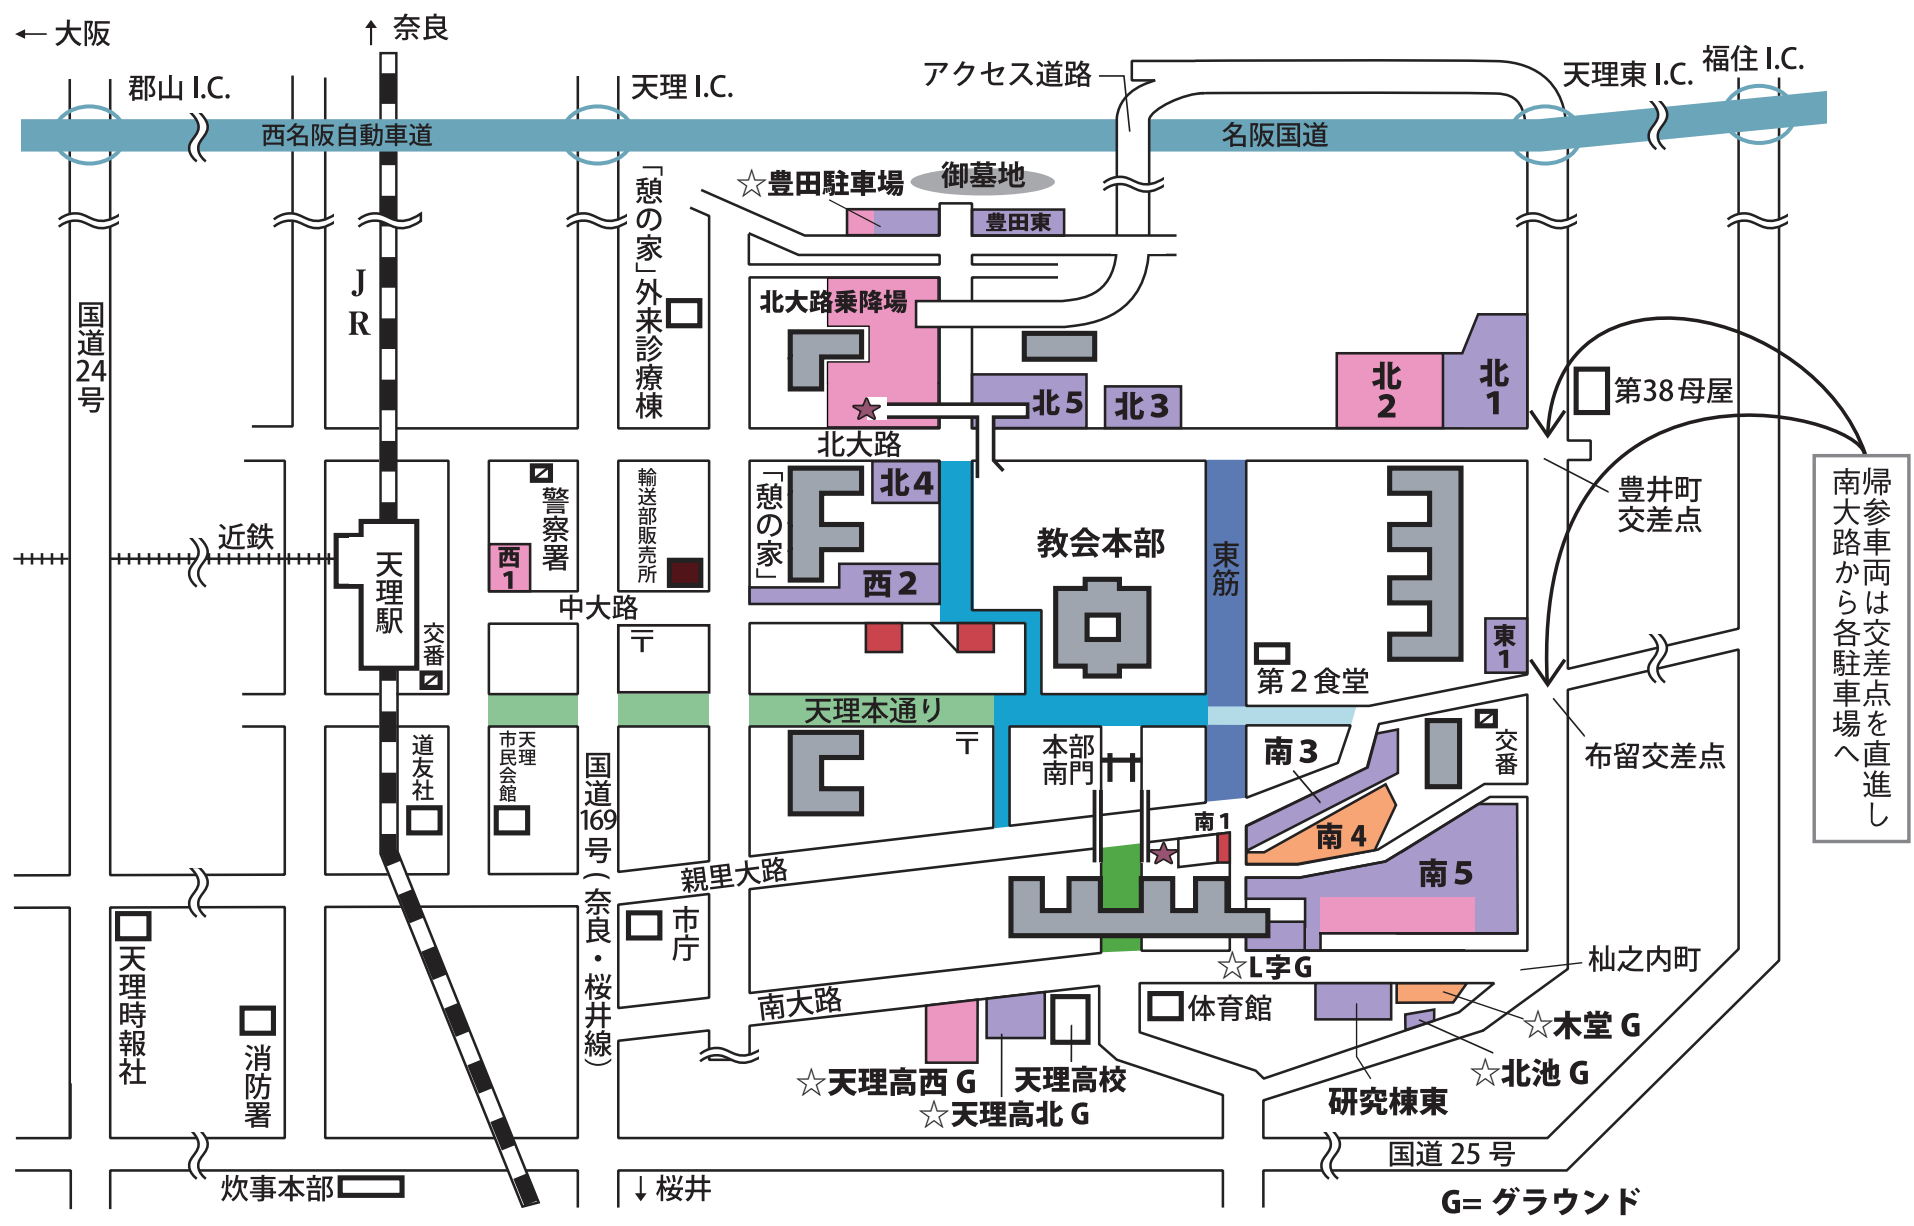 ← 大阪
↑ 奈良
郡山 I.C.
天理 I.C.
アクセス道路
天理東 I.C.
福住 I.C.
西名阪自動車道
名阪国道
「憩の家」外来診療棟
☆豊田駐車場
御墓地
豊田東
J
R
国道
24
号
北大路乗降場
北5
北3
北2
北1
第38母屋
北大路
近鉄
天理駅
交番
警察署
西1
輸送部販売所
「憩の家」
北4
西2
教会本部
東筋
豊井町
交差点
帰参車両は交差点を直進し
南大路から各駐車場へ
中大路
〒
東1
第2食堂
天理本通り
〒
本部
南門
南3
交番
布留交差点
道友社
天理
市民会館
国道169号(奈良・桜井線)
南1
南4
南5
親里大路
市庁
天理時報社
消防署
南大路
☆L字G
杣之内町
体育館
☆木堂 G
☆北池 G
☆天理高西 G
☆天理高北 G
天理高校
研究棟東
国道 25 号
炊事本部
↓ 桜井
G= グラウンド